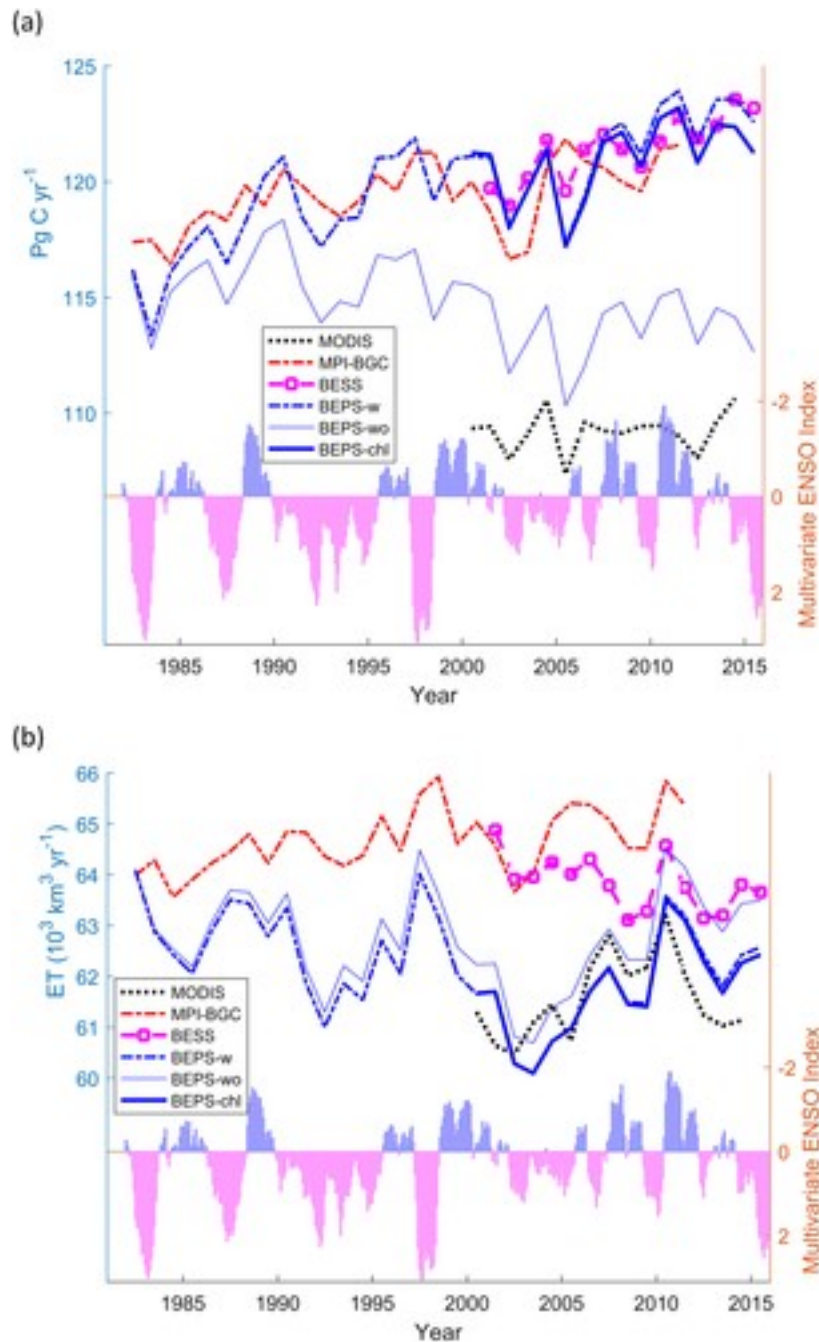 (a)
125
120
115
110
Pg C yr⁻¹
MODIS
MPI-BGC
BESS
BEPS-w
BEPS-wo
BEPS-chl
-2
0
2
Multivariate ENSO Index
1985 1990 1995 2000 2005 2010 2015
Year
(b)
66
65
64
63
62
61
60
ET (10³ km³ yr⁻¹)
MODIS
MPI-BGC
BESS
BEPS-w
BEPS-wo
BEPS-chl
-2
0
2
Multivariate ENSO Index
1985 1990 1995 2000 2005 2010 2015
Year